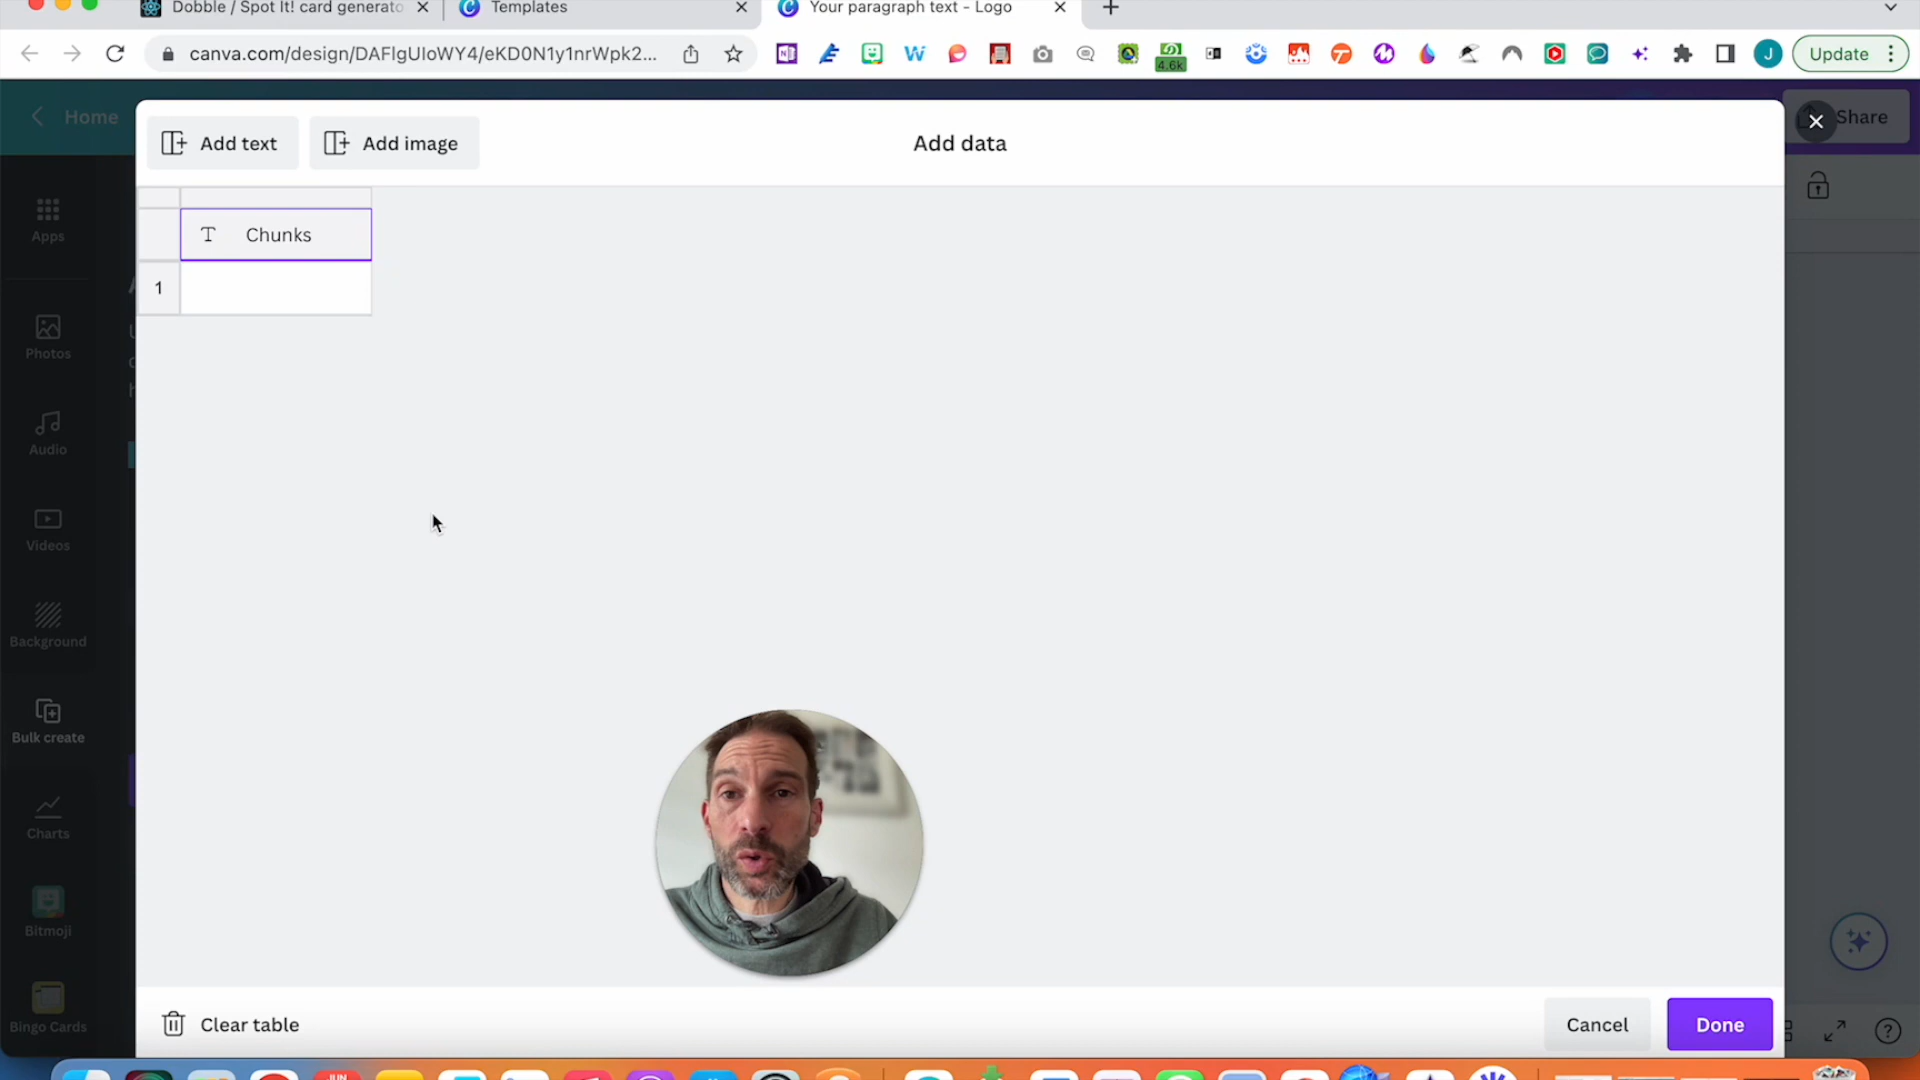 Dobble / Spot It! card generato
Templates
Your paragraph text - Logo
canva.com/design/DAFlgUIoWY4/eKD0N1y1nrWpk2...
4.6k
J
Update
Home
Share
Add text
Add image
Add data
Chunks
1
Apps
Photos
Audio
Videos
Background
Bulk create
Charts
Bitmoji
Bingo Cards
Clear table
Cancel
Done
JUN